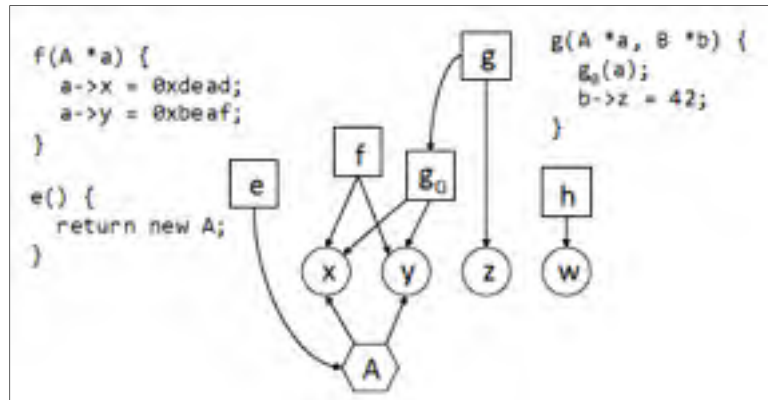 f(A *a) {
a->x = 0xdead;
a->y = 0xbeaf;
}
e() {
return new A;
}
g(A *a, B *b) {
g₀(a);
b->z = 42;
}
g
f
g₀
e
h
x
y
z
w
A